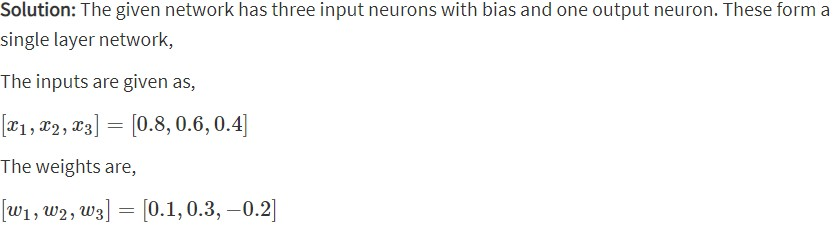 Solution: The given network has three input neurons with bias and one output neuron. These form a
single layer network,
The inputs are given as,
[x₁, x₂, x₃] = [0.8, 0.6, 0.4]
The weights are,
[w₁, w₂, w₃] = [0.1, 0.3, −0.2]